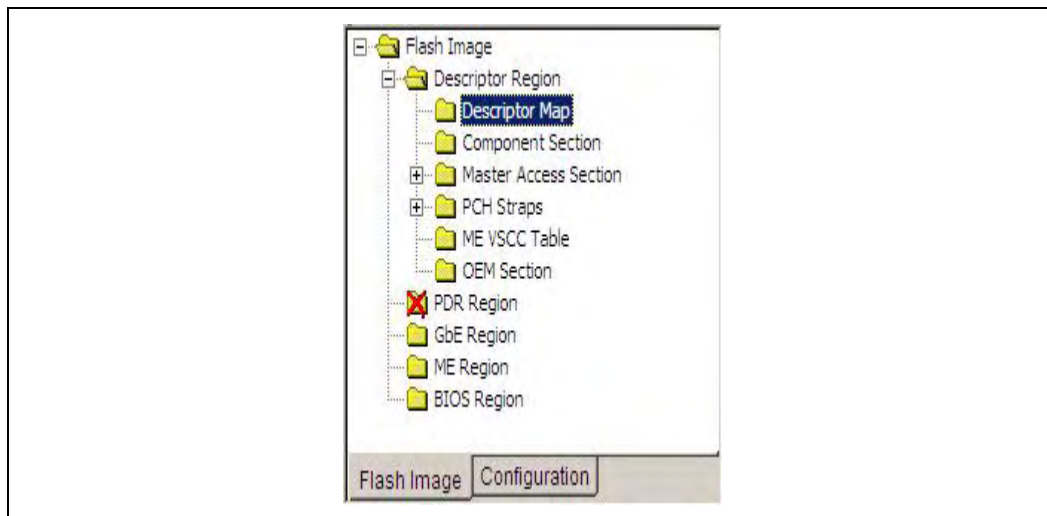 Flash Image
Descriptor Region
Descriptor Map
Component Section
Master Access Section
PCH Straps
ME VSCC Table
OEM Section
PDR Region
GbE Region
ME Region
BIOS Region
Flash Image Configuration